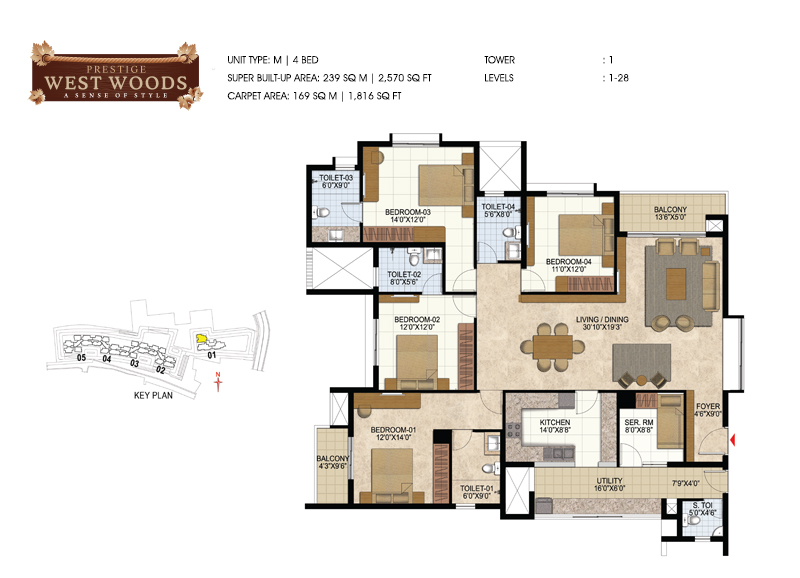 PRESTIGE
WEST WOODS
A SENSE OF STYLE
UNIT TYPE: M | 4 BED
SUPER BUILT-UP AREA: 239 SQ M | 2,570 SQ FT
CARPET AREA: 169 SQ M | 1,816 SQ FT
TOWER : 1
LEVELS : 1-28
TOILET-03
6'0"X9'0"
BEDROOM-03
14'0"X12'0"
TOILET-04
5'6"X8'0"
BALCONY
13'6"X5'0"
BEDROOM-04
11'0"X12'0"
TOILET-02
8'0"X5'6"
BEDROOM-02
12'0"X12'0"
LIVING / DINING
30'10"X19'3"
FOYER
4'6"X9'0"
KITCHEN
14'0"X8'8"
SER. RM
8'0"X8'8"
BEDROOM-01
12'0"X14'0"
BALCONY
4'3"X9'6"
TOILET-01
6'0"X9'0"
UTILITY
16'0"X6'0"
7'9"X4'0"
S. TOI
5'0"X4'6"
05
04
03
02
01
N
KEY PLAN